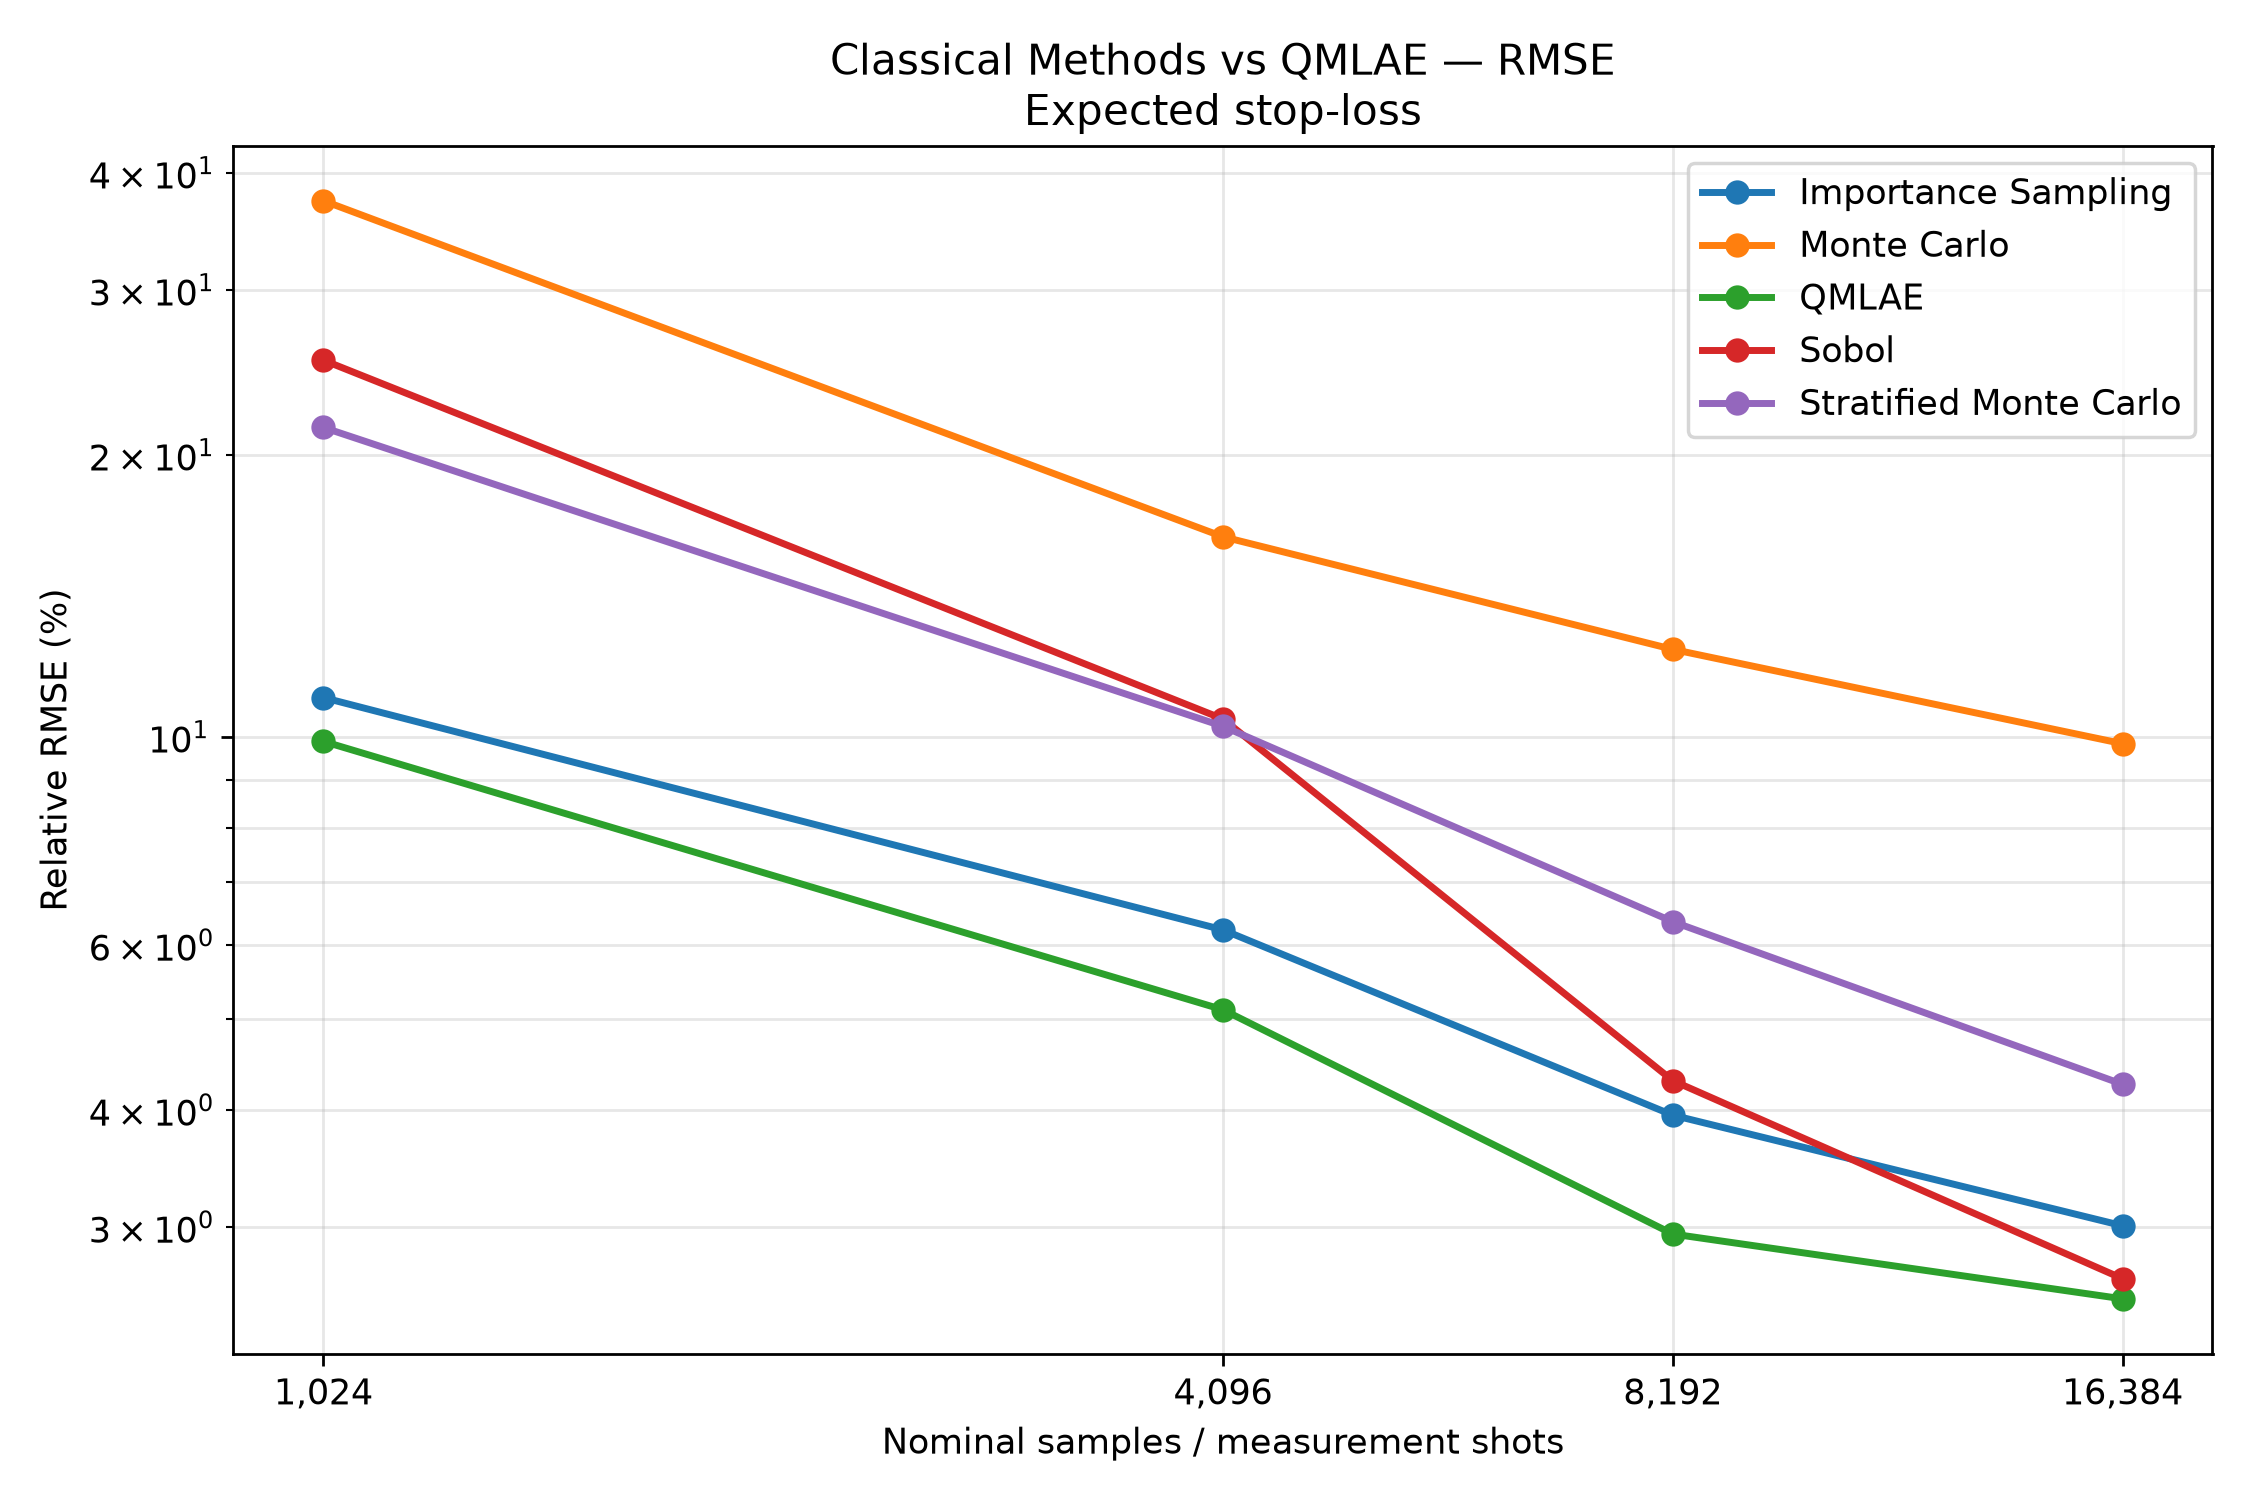 Classical Methods vs QMLAE — RMSE
Expected stop-loss
Relative RMSE (%)
4 × 10¹
3 × 10¹
2 × 10¹
10¹
6 × 10⁰
4 × 10⁰
3 × 10⁰
Importance Sampling
Monte Carlo
QMLAE
Sobol
Stratified Monte Carlo
1,024 4,096 8,192 16,384
Nominal samples / measurement shots